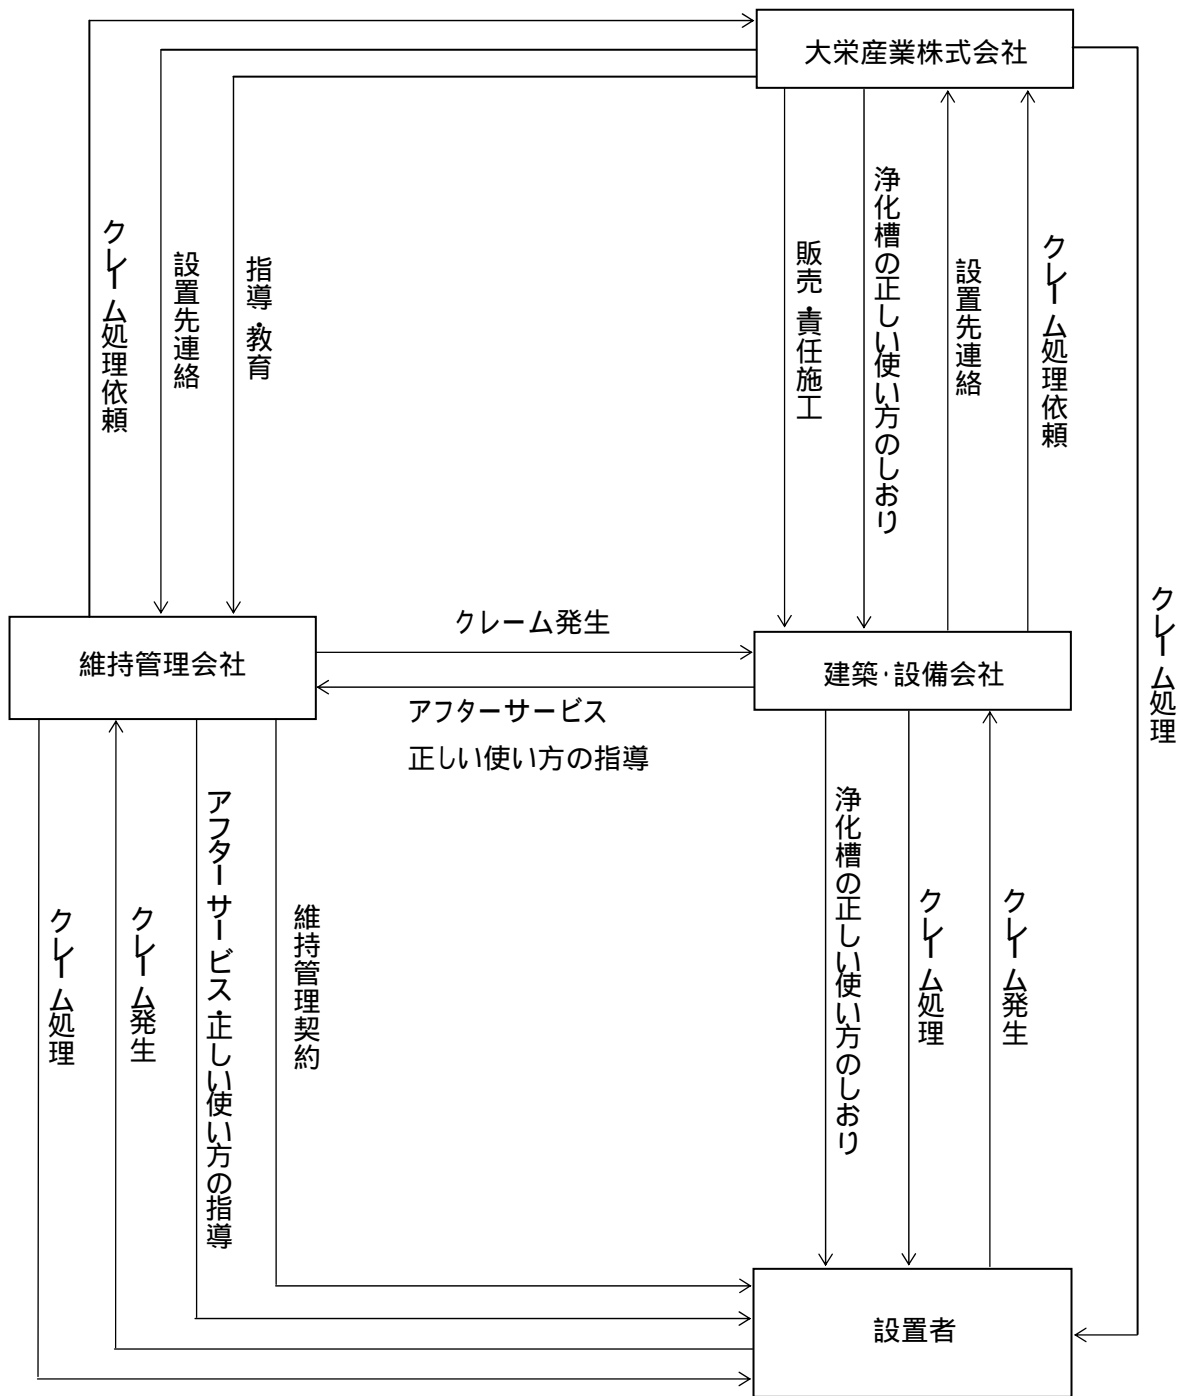 大栄産業株式会社
クレーム処理依頼
設置先連絡
指導・教育
販売・責任施工
浄化槽の正しい使い方のしおり
設置先連絡
クレーム処理依頼
クレーム処理
維持管理会社
クレーム発生
アフターサービス
正しい使い方の指導
建築・設備会社
クレーム処理
クレーム発生
アフターサービス・正しい使い方の指導
維持管理契約
浄化槽の正しい使い方のしおり
クレーム処理
クレーム発生
設置者